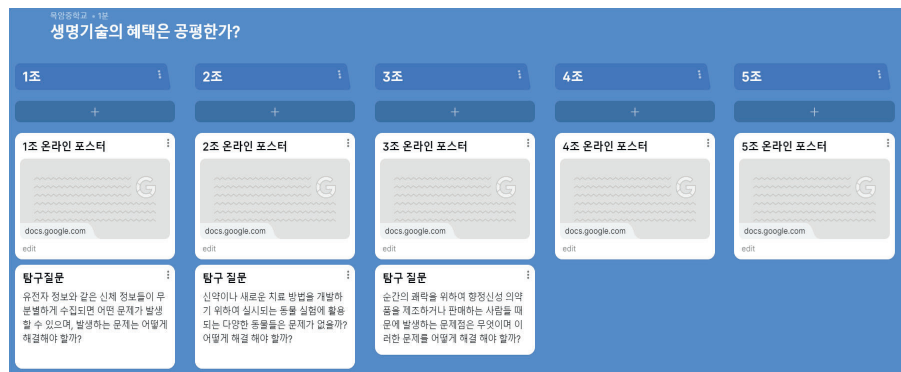 목양중학교 • 1분
생명기술의 혜택은 공평한가?
1조
2조
3조
4조
5조
1조 온라인 포스터
docs.google.com
edit
2조 온라인 포스터
docs.google.com
edit
3조 온라인 포스터
docs.google.com
edit
4조 온라인 포스터
docs.google.com
edit
5조 온라인 포스터
docs.google.com
edit
탐구질문
유전자 정보와 같은 신체 정보들이 무
분별하게 수집되면 어떤 문제가 발생
할 수 있으며, 발생하는 문제는 어떻게
해결해야 할까?
탐구 질문
신약이나 새로운 치료 방법을 개발하
기 위하여 실시되는 동물 실험에 활용
되는 다양한 동물들은 문제가 없을까?
어떻게 해결 해야 할까?
탐구 질문
순간의 쾌락을 위하여 향정신성 의약
품을 제조하거나 판매하는 사람들 때
문에 발생하는 문제점은 무엇이며 이
러한 문제를 어떻게 해결 해야 할까?